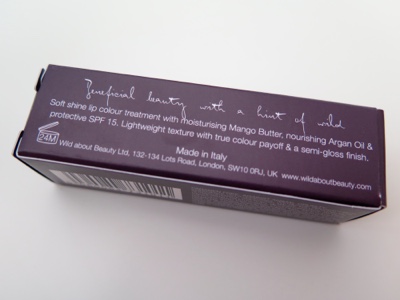 Beneficial beauty with a hint of wild
Soft shine lip colour treatment with moisturising Mango Butter, nourishing Argan Oil &
protective SPF 15. Lightweight texture with true colour payoff & a semi-gloss finish.
24M
Made in Italy
Wild about Beauty Ltd, 132-134 Lots Road, London, SW10 0RJ, UK www.wildaboutbeauty.com